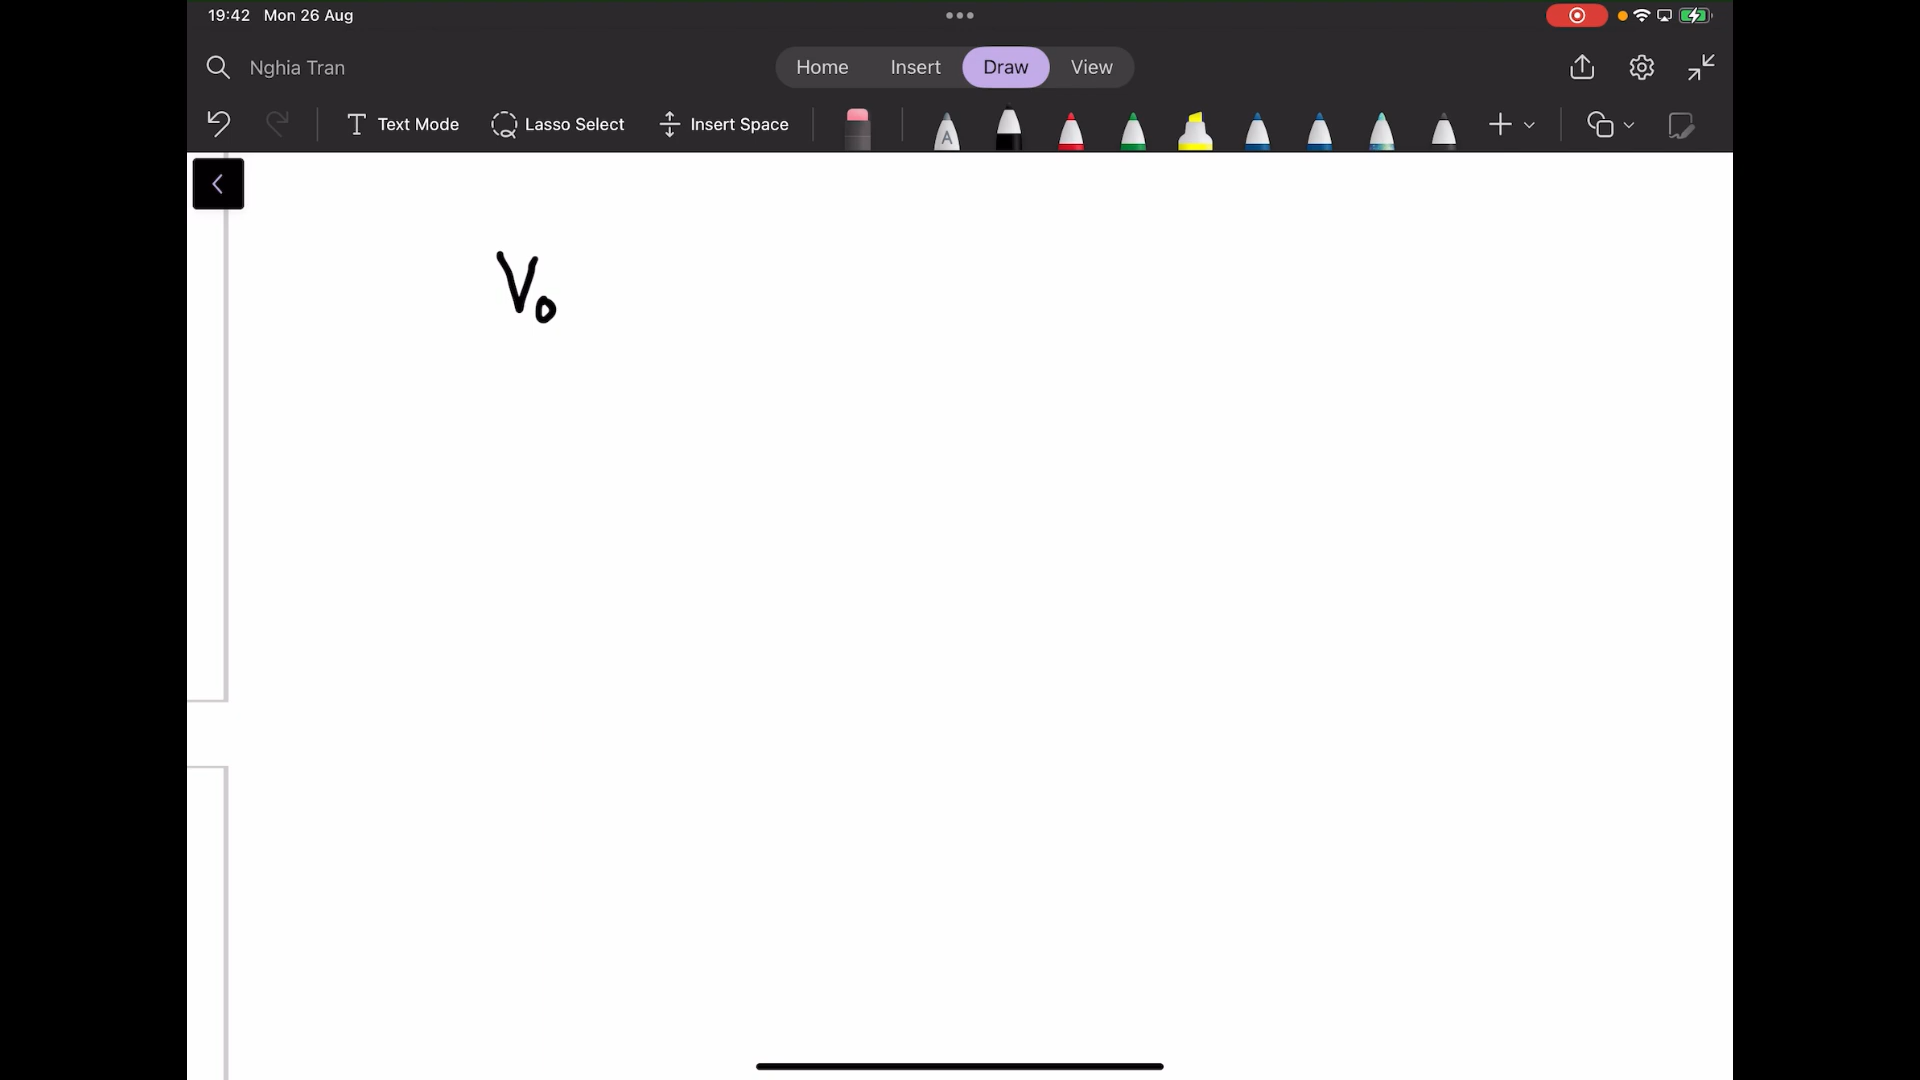 19:42 Mon 26 Aug
Nghia Tran Home Insert Draw View
Text Mode Lasso Select Insert Space A
V₀